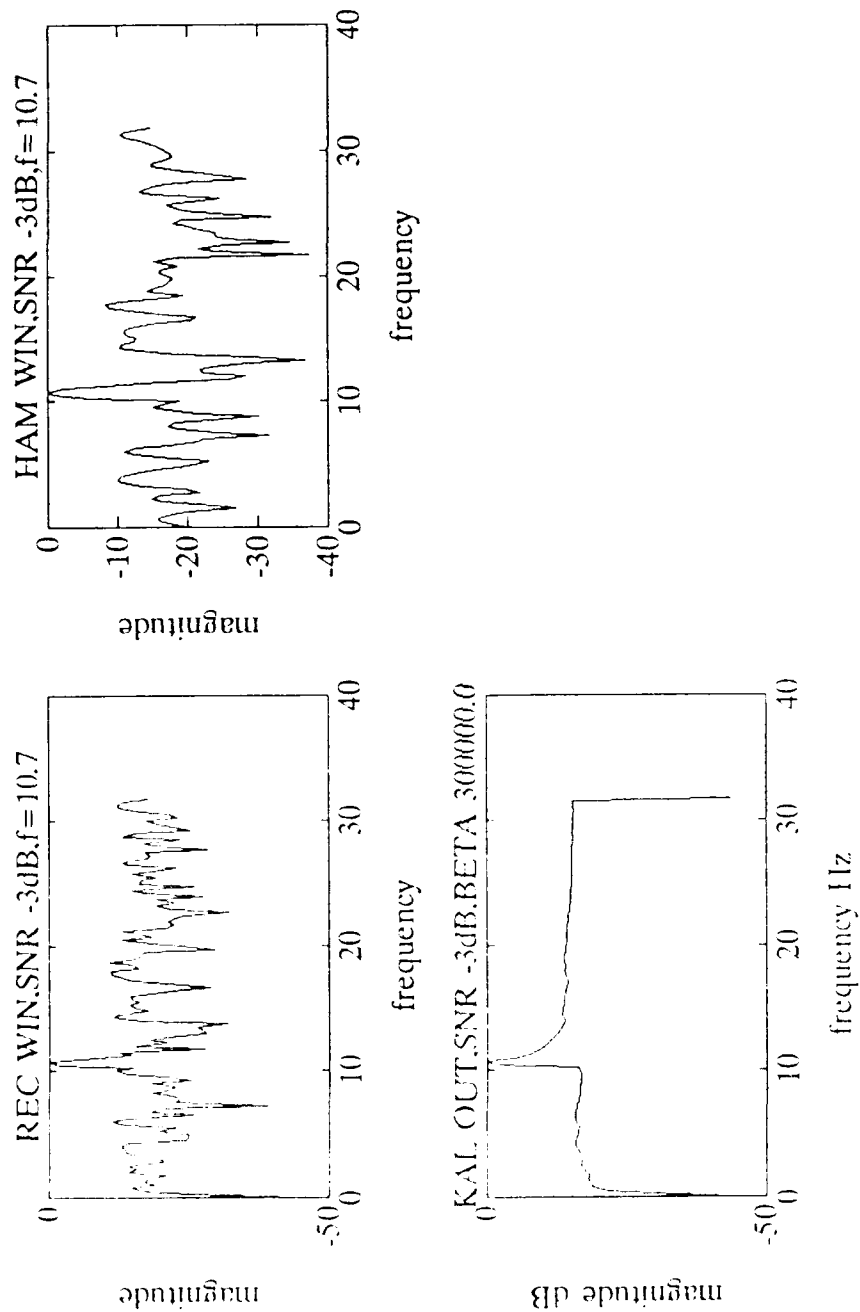 REC WIN.SNR -3dB.f=10.7
0
-50
magnitude
0
10
20
30
40
frequency
HAM WIN.SNR -3dB,f=10.7
0
-10
-20
-30
-40
magnitude
0
10
20
30
40
frequency
KAL OUT.SNR -3dB.BETA 300000.0
0
-50
magnitude dB
0
10
20
30
40
frequency Hz